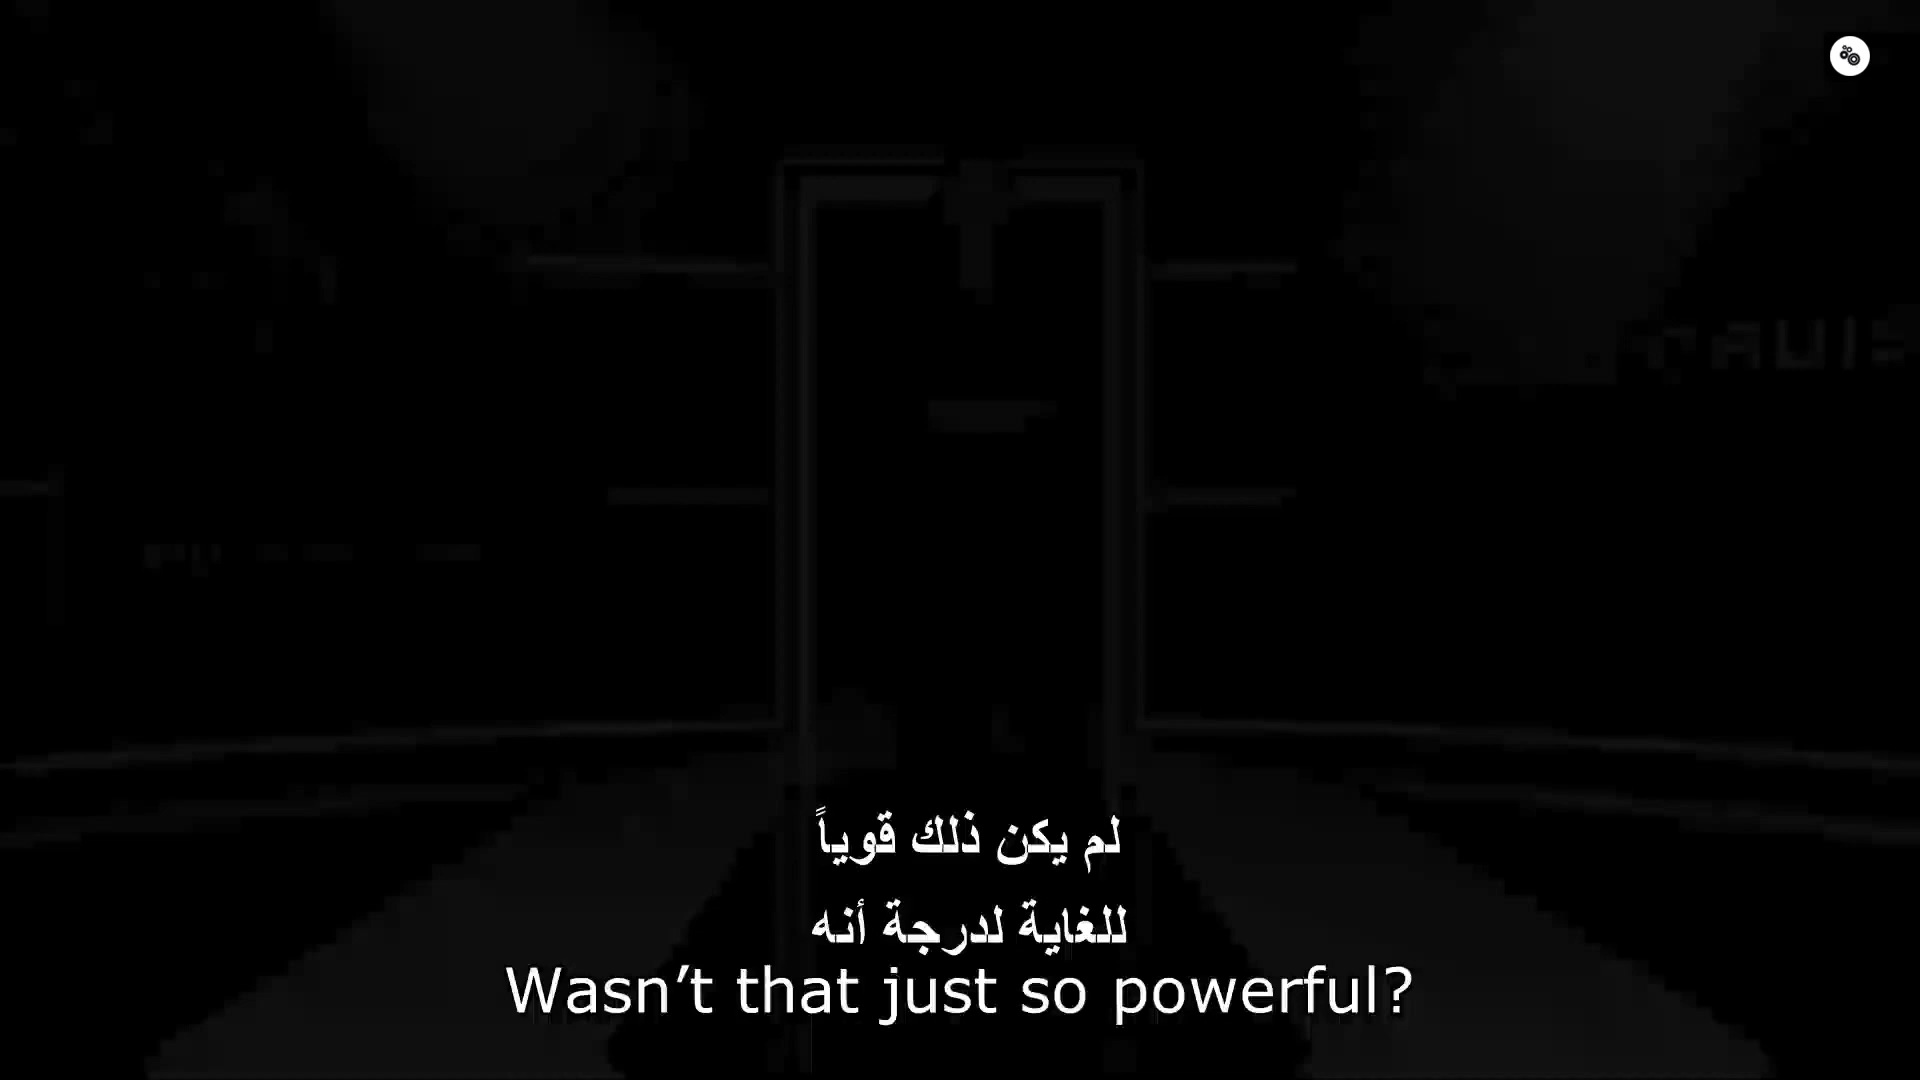 لم يكن ذلك قوياً
للغاية لدرجة أنه
Wasn’t that just so powerful?